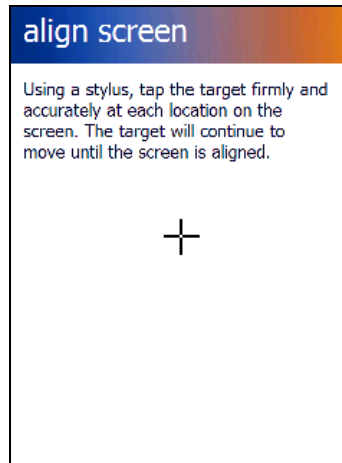 align screen
Using a stylus, tap the target firmly and
accurately at each location on the
screen. The target will continue to
move until the screen is aligned.